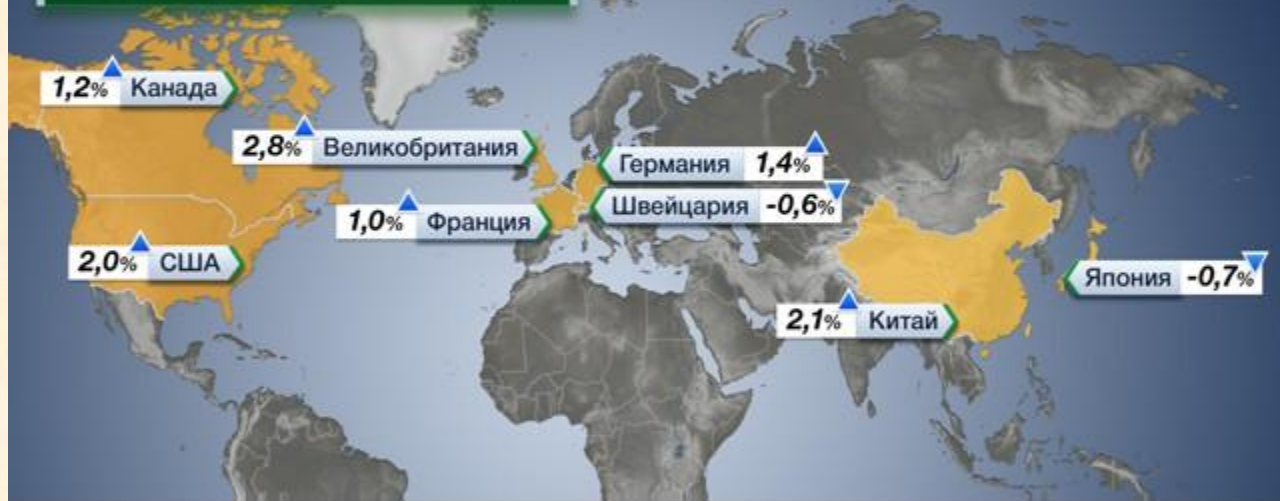 1,2% Канада
2,8% Великобритания
Германия 1,4%
Швейцария -0,6%
1,0% Франция
2,0% США
Япония -0,7%
2,1% Китай